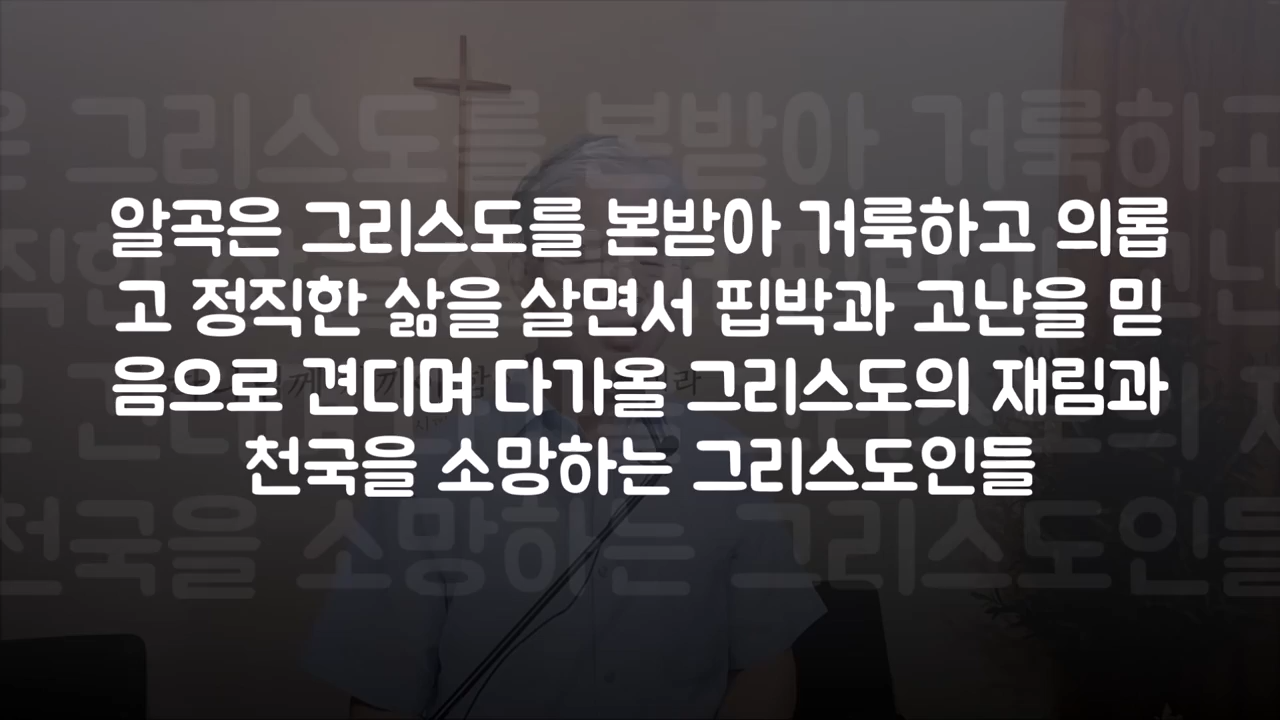 알곡은 그리스도를 본받아 거룩하고 의롭
고 정직한 삶을 살면서 핍박과 고난을 믿
음으로 견디며 다가올 그리스도의 재림과
천국을 소망하는 그리스도인들